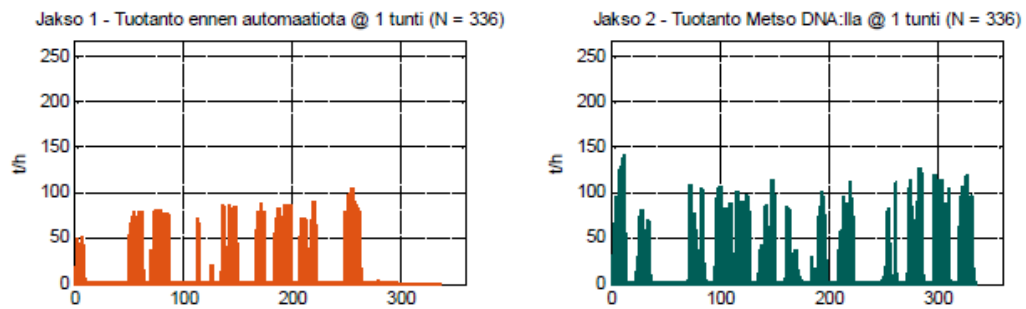 Jakso 1 - Tuotanto ennen automaatiota @ 1 tunti (N = 336)
250
200
150
100
50
0
t/h
0 100 200 300
Jakso 2 - Tuotanto Metso DNA:lla @ 1 tunti (N = 336)
250
200
150
100
50
0
t/h
0 100 200 300